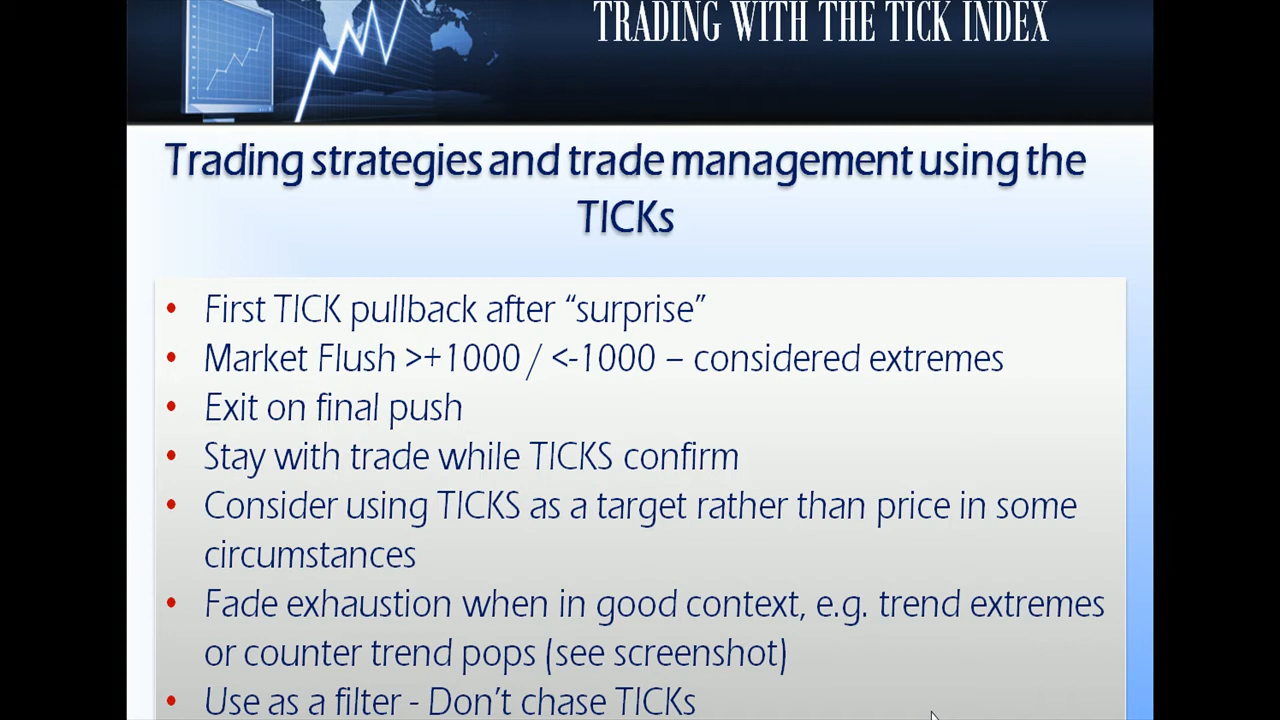 TRADING WITH THE TICK INDEX
Trading strategies and trade management using the
TICKs
• First TICK pullback after “surprise”
• Market Flush >+1000 / <-1000 – considered extremes
• Exit on final push
• Stay with trade while TICKS confirm
• Consider using TICKS as a target rather than price in some
circumstances
• Fade exhaustion when in good context, e.g. trend extremes
or counter trend pops (see screenshot)
• Use as a filter - Don’t chase TICKs